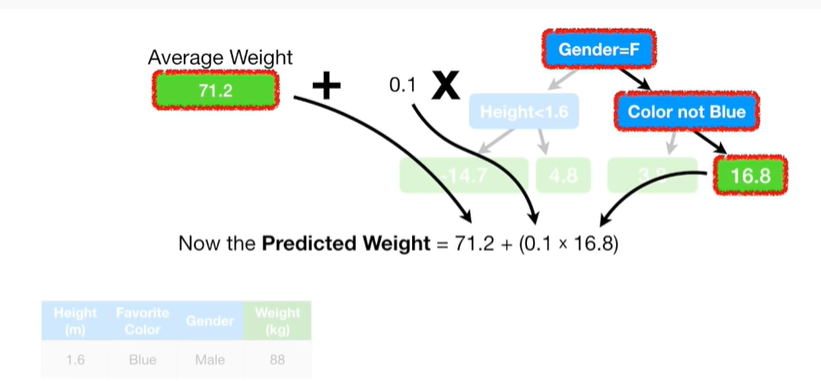 Average Weight
71.2
+
0.1
X
Gender=F
Height<1.6
Color not Blue
-14.7
4.8
16.8
Now the Predicted Weight = 71.2 + (0.1 × 16.8)
Height (m) Favorite Color Gender Weight (kg)
1.6 Blue Male 88